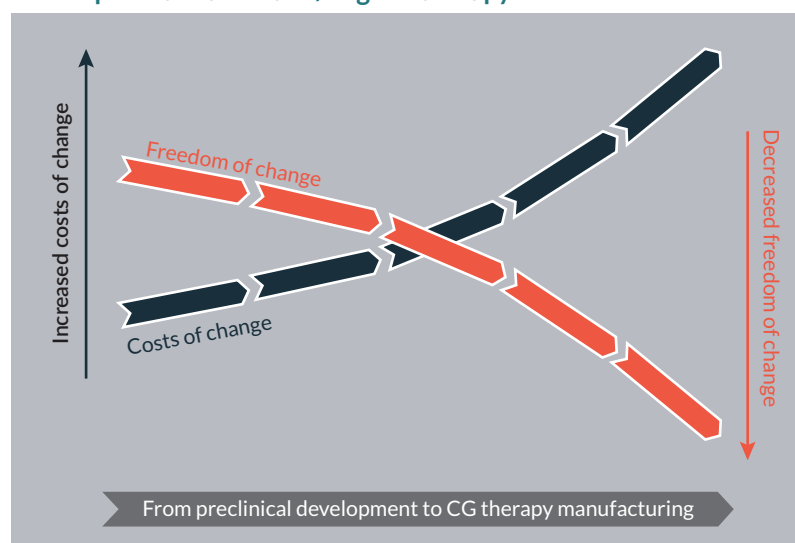 Increased costs of change
Freedom of change
Costs of change
Decreased freedom of change
From preclinical development to CG therapy manufacturing